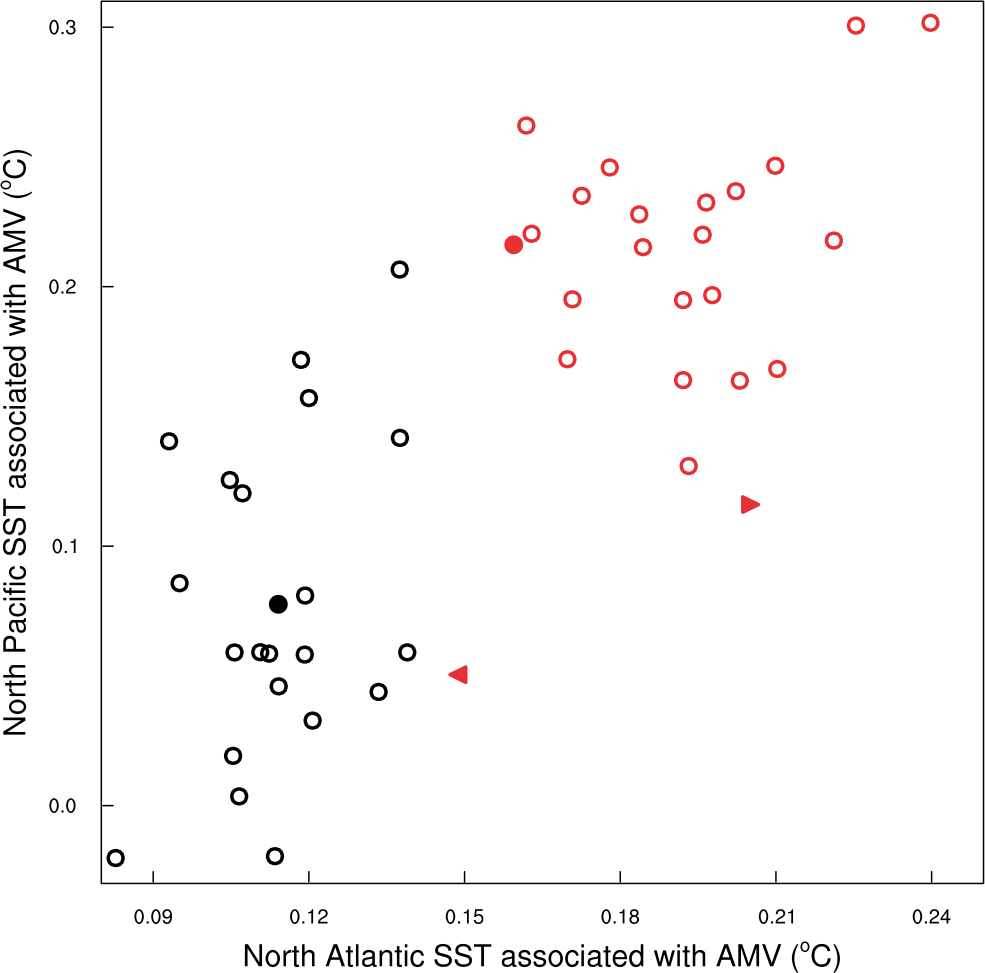 North Pacific SST associated with AMV (°C)
0.3
0.2
0.1
0.0
0.09 0.12 0.15 0.18 0.21 0.24
North Atlantic SST associated with AMV (°C)